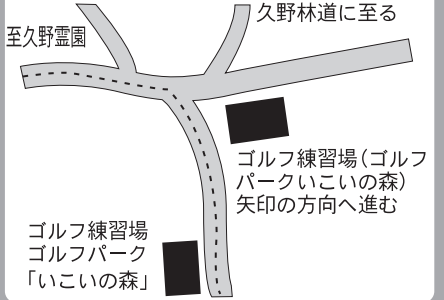 久野林道に至る
至久野霊園
ゴルフ練習場(ゴルフ
パークいこいの森)
矢印の方向へ進む
ゴルフ練習場
ゴルフパーク
「いこいの森」